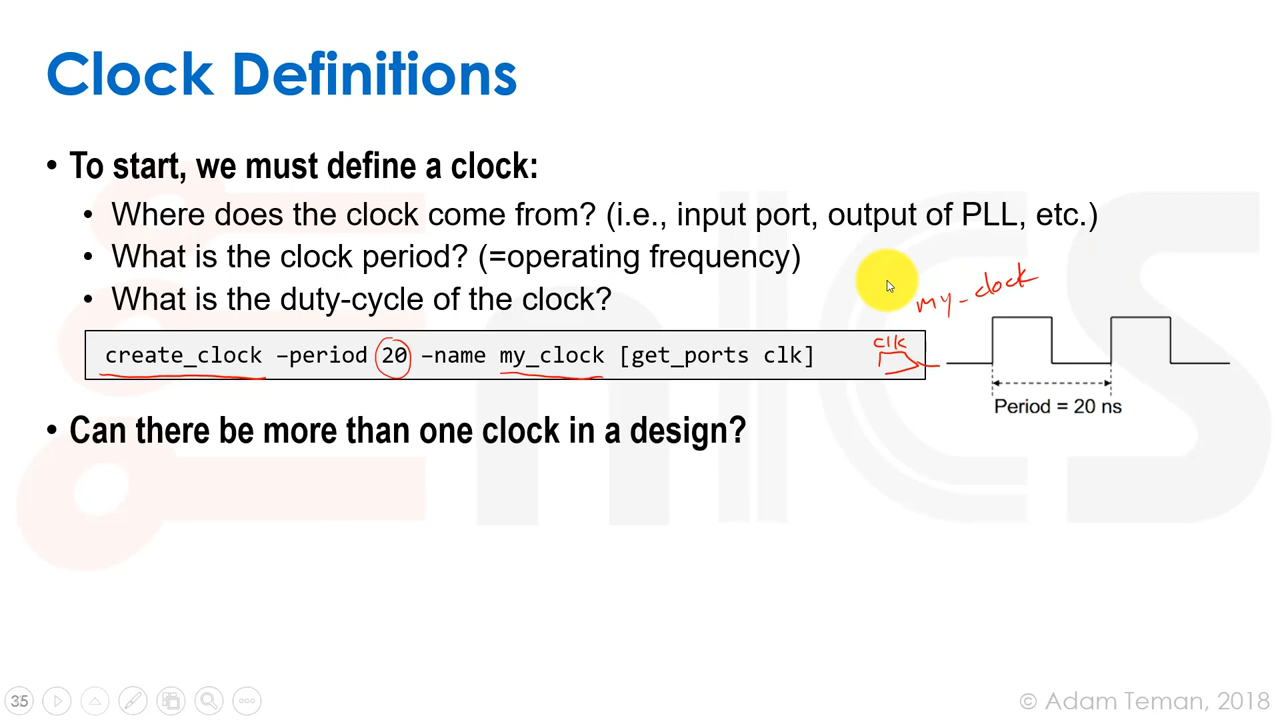 Clock Definitions
• To start, we must define a clock:
• Where does the clock come from? (i.e., input port, output of PLL, etc.)
• What is the clock period? (=operating frequency)
• What is the duty-cycle of the clock?
my_clock
create_clock –period 20 –name my_clock [get_ports clk]
clk
Period = 20 ns
• Can there be more than one clock in a design?
35
© Adam Teman, 2018